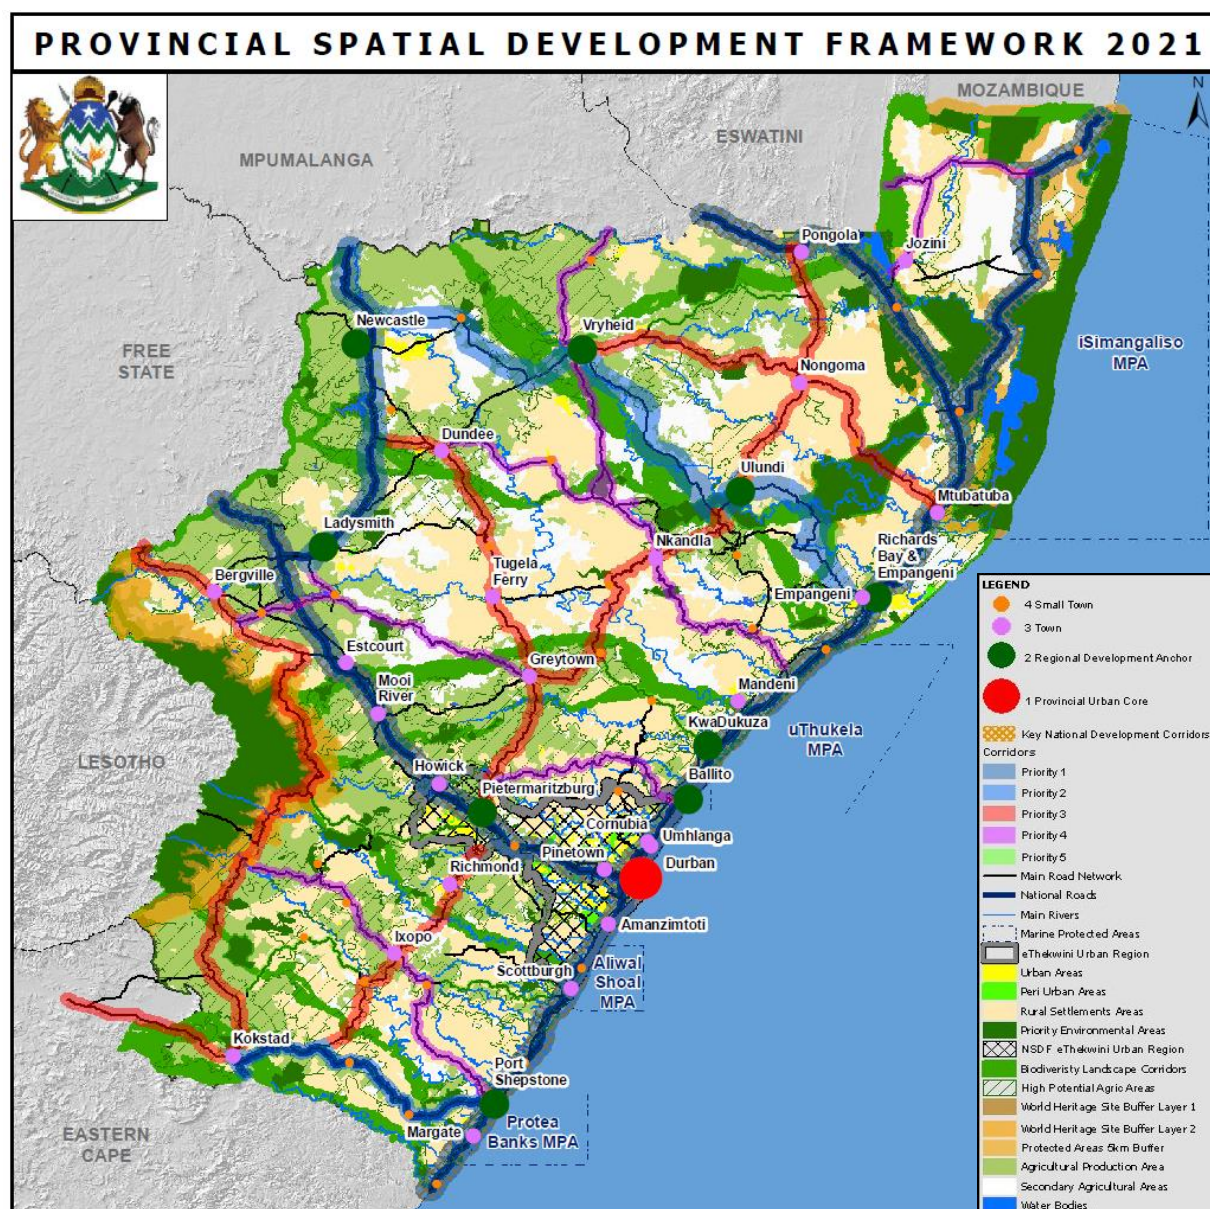 PROVINCIAL SPATIAL DEVELOPMENT FRAMEWORK 2021
N
MOZAMBIQUE
ESWATINI
MPUMALANGA
Pongola
Jozini
Newcastle
Vryheid
FREE
STATE
iSimangaliso
MPA
Nongoma
Dundee
Ulundi
Mtubatuba
Ladysmith
Nkandla
Richards
Bay &
Empangeni
Tugela
Ferry
Bergville
Empangeni
Estcourt
Greytown
Mooi
River
Mandeni
KwaDukuza
uThukela
MPA
LESOTHO
Howick
Ballito
Pietermaritzburg
Cornubia
Umhlanga
Pinetown
Durban
Richmond
Amanzimtoti
Ixopo
Scottburgh
Aliwal
Shoal
MPA
Kokstad
Port
Shepstone
Protea
Banks MPA
Margate
EASTERN
CAPE
LEGEND
4 Small Town
3 Town
2 Regional Development Anchor
1 Provincial Urban Core
Key National Development Corridors
Corridors
Priority 1
Priority 2
Priority 3
Priority 4
Priority 5
Main Road Network
National Roads
Main Rivers
Marine Protected Areas
eThekwini Urban Region
Urban Areas
Peri Urban Areas
Rural Settlements Areas
Priority Environmental Areas
NSDF eThekwini Urban Region
Biodiveristy Landscape Corridors
High Potential Agric Areas
World Heritage Site Buffer Layer 1
World Heritage Site Buffer Layer 2
Protected Areas 5km Buffer
Agricultural Production Area
Secondary Agricultural Areas
Water Bodies